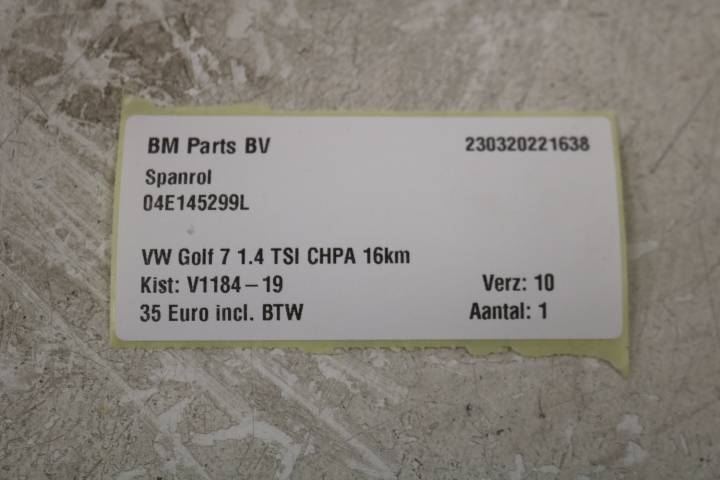 BM Parts BV 230320221638
Spanrol
04E145299L
VW Golf 7 1.4 TSI CHPA 16km
Kist: V1184-19 Verz: 10
35 Euro incl. BTW Aantal: 1